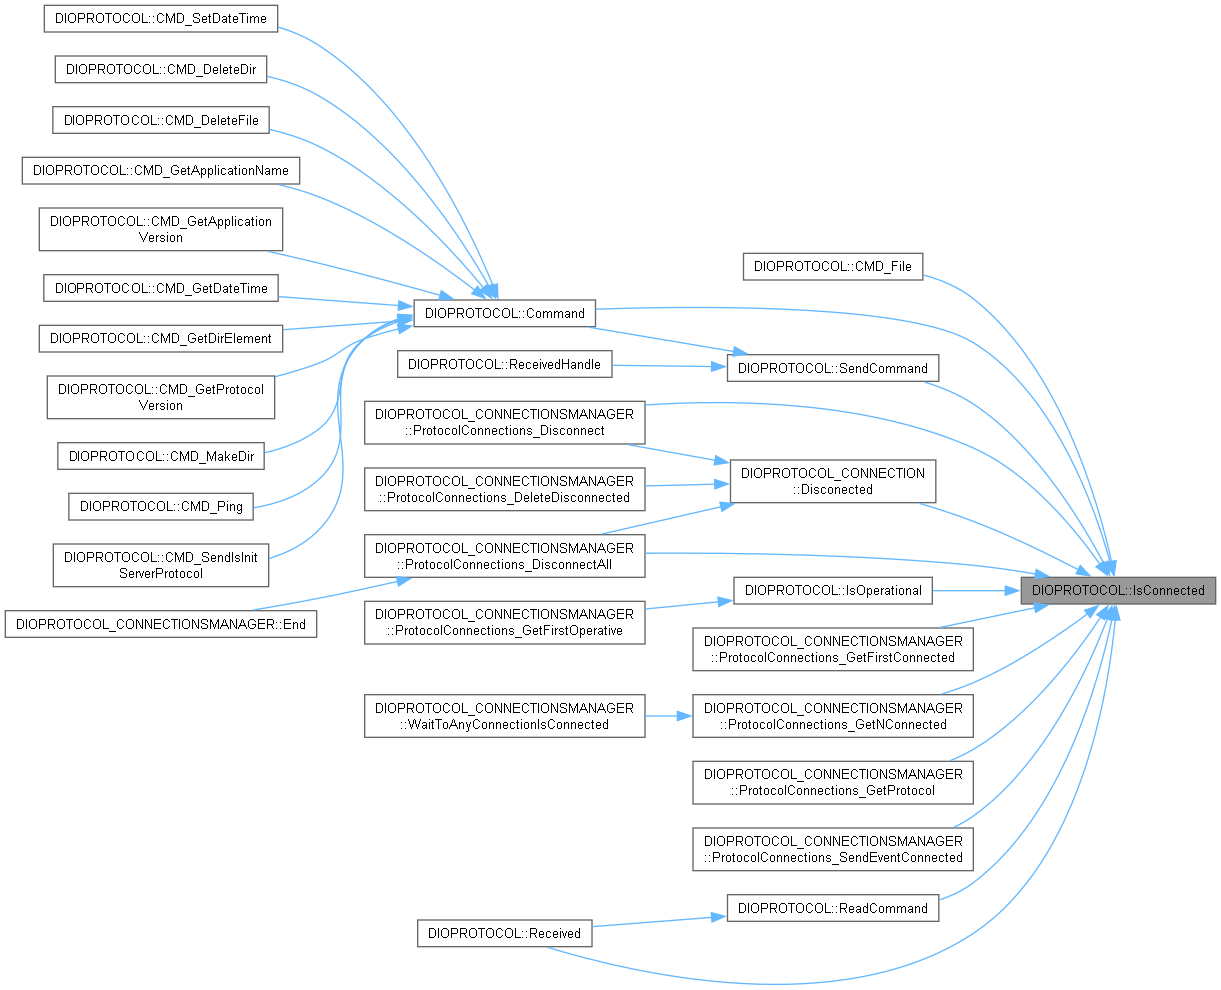 DIOPROTOCOL::CMD_SetDateTime
DIOPROTOCOL::CMD_DeleteDir
DIOPROTOCOL::CMD_DeleteFile
DIOPROTOCOL::CMD_GetApplicationName
DIOPROTOCOL::CMD_GetApplication
Version
DIOPROTOCOL::CMD_GetDateTime
DIOPROTOCOL::CMD_GetDirElement
DIOPROTOCOL::CMD_GetProtocol
Version
DIOPROTOCOL::CMD_MakeDir
DIOPROTOCOL::CMD_Ping
DIOPROTOCOL::CMD_SendIsInit
ServerProtocol
DIOPROTOCOL_CONNECTIONSMANAGER::End
DIOPROTOCOL::Command
DIOPROTOCOL::ReceivedHandle
DIOPROTOCOL_CONNECTIONSMANAGER
::ProtocolConnections_Disconnect
DIOPROTOCOL_CONNECTIONSMANAGER
::ProtocolConnections_DeleteDisconnected
DIOPROTOCOL_CONNECTIONSMANAGER
::ProtocolConnections_DisconnectAll
DIOPROTOCOL_CONNECTIONSMANAGER
::ProtocolConnections_GetFirstOperative
DIOPROTOCOL_CONNECTIONSMANAGER
::WaitToAnyConnectionIsConnected
DIOPROTOCOL::Received
DIOPROTOCOL::CMD_File
DIOPROTOCOL::SendCommand
DIOPROTOCOL_CONNECTION
::Disconected
DIOPROTOCOL::IsOperational
DIOPROTOCOL_CONNECTIONSMANAGER
::ProtocolConnections_GetFirstConnected
DIOPROTOCOL_CONNECTIONSMANAGER
::ProtocolConnections_GetNConnected
DIOPROTOCOL_CONNECTIONSMANAGER
::ProtocolConnections_GetProtocol
DIOPROTOCOL_CONNECTIONSMANAGER
::ProtocolConnections_SendEventConnected
DIOPROTOCOL::ReadCommand
DIOPROTOCOL::IsConnected